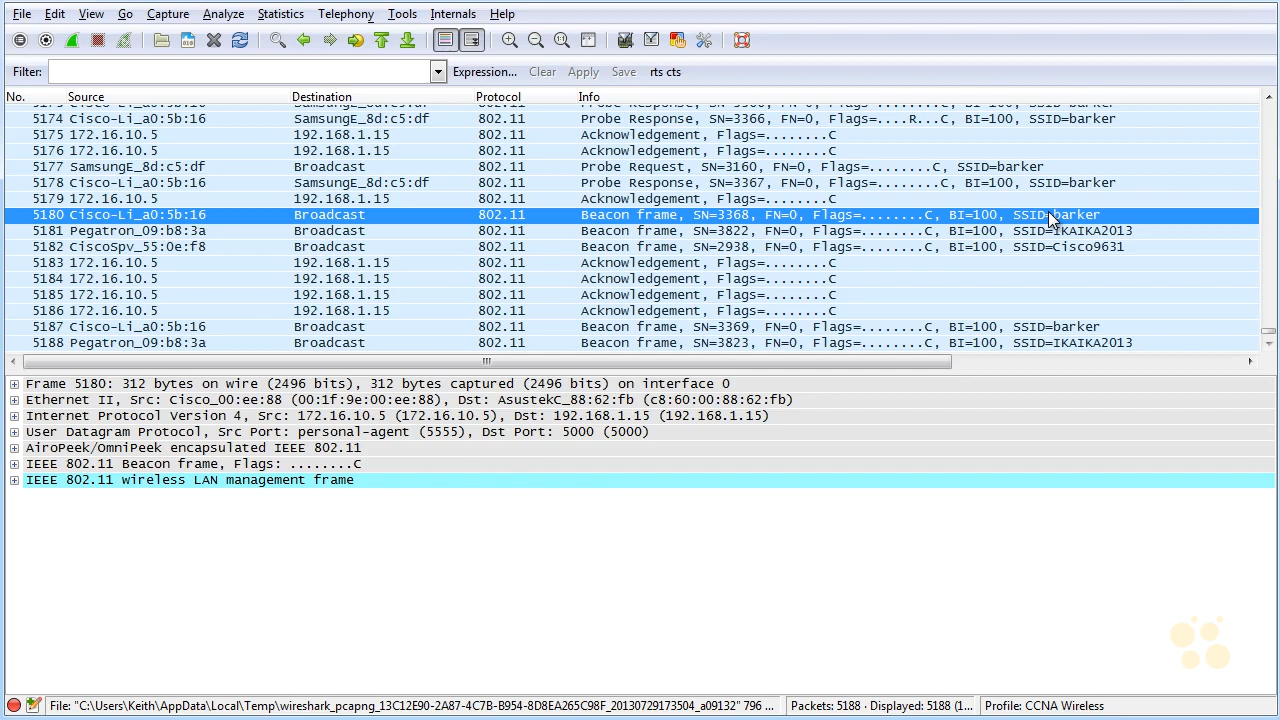 File Edit View Go Capture Analyze Statistics Telephony Tools Internals Help
Filter: Expression... Clear Apply Save rts cts
No. Source Destination Protocol Info
5174 Cisco-Li_a0:5b:16 SamsungE_8d:c5:df 802.11 Probe Response, SN=3366, FN=0, Flags=....R...C, BI=100, SSID=barker
5175 172.16.10.5 192.168.1.15 802.11 Acknowledgement, Flags=........C
5176 172.16.10.5 192.168.1.15 802.11 Acknowledgement, Flags=........C
5177 SamsungE_8d:c5:df Broadcast 802.11 Probe Request, SN=3160, FN=0, Flags=........C, SSID=barker
5178 Cisco-Li_a0:5b:16 SamsungE_8d:c5:df 802.11 Probe Response, SN=3367, FN=0, Flags=........C, BI=100, SSID=barker
5179 172.16.10.5 192.168.1.15 802.11 Acknowledgement, Flags=........C
5180 Cisco-Li_a0:5b:16 Broadcast 802.11 Beacon frame, SN=3368, FN=0, Flags=........C, BI=100, SSID=barker
5181 Pegatron_09:b8:3a Broadcast 802.11 Beacon frame, SN=3822, FN=0, Flags=........C, BI=100, SSID=IKAIKA2013
5182 CiscoSpv_55:0e:f8 Broadcast 802.11 Beacon frame, SN=2938, FN=0, Flags=........C, BI=100, SSID=Cisco9631
5183 172.16.10.5 192.168.1.15 802.11 Acknowledgement, Flags=........C
5184 172.16.10.5 192.168.1.15 802.11 Acknowledgement, Flags=........C
5185 172.16.10.5 192.168.1.15 802.11 Acknowledgement, Flags=........C
5186 172.16.10.5 192.168.1.15 802.11 Acknowledgement, Flags=........C
5187 Cisco-Li_a0:5b:16 Broadcast 802.11 Beacon frame, SN=3369, FN=0, Flags=........C, BI=100, SSID=barker
5188 Pegatron_09:b8:3a Broadcast 802.11 Beacon frame, SN=3823, FN=0, Flags=........C, BI=100, SSID=IKAIKA2013
Frame 5180: 312 bytes on wire (2496 bits), 312 bytes captured (2496 bits) on interface 0
Ethernet II, Src: Cisco_00:ee:88 (00:1f:9e:00:ee:88), Dst: AsustekC_88:62:fb (c8:60:00:88:62:fb)
Internet Protocol Version 4, Src: 172.16.10.5 (172.16.10.5), Dst: 192.168.1.15 (192.168.1.15)
User Datagram Protocol, Src Port: personal-agent (5555), Dst Port: 5000 (5000)
AiroPeek/OmniPeek encapsulated IEEE 802.11
IEEE 802.11 Beacon frame, Flags: ........C
IEEE 802.11 wireless LAN management frame
File: "C:\Users\Keith\AppData\Local\Temp\wireshark_pcapng_13C12E90-2A87-4C7B-B954-8D8EA265C98F_20130729173504_a09132" 796 ... Packets: 5188 · Displayed: 5188 (1... Profile: CCNA Wireless